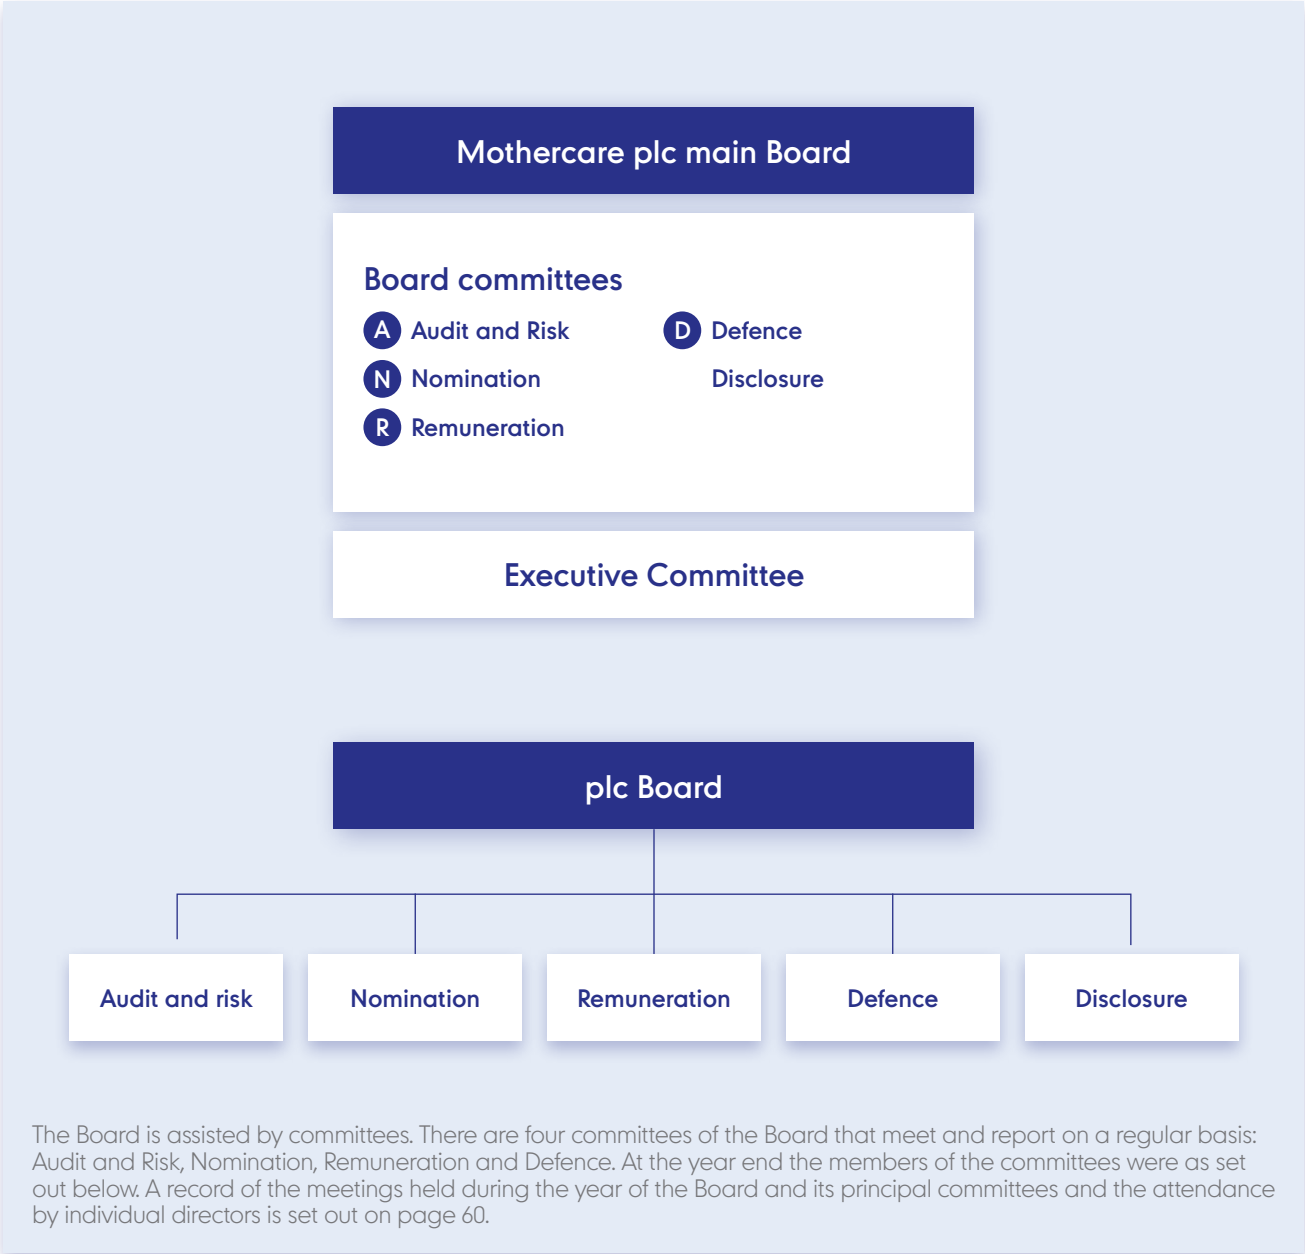 Mothercare plc main Board
Board committees
A Audit and Risk
D Defence
N Nomination
Disclosure
R Remuneration
Executive Committee
plc Board
Audit and risk
Nomination
Remuneration
Defence
Disclosure
The Board is assisted by committees. There are four committees of the Board that meet and report on a regular basis:
Audit and Risk, Nomination, Remuneration and Defence. At the year end the members of the committees were as set
out below. A record of the meetings held during the year of the Board and its principal committees and the attendance
by individual directors is set out on page 60.